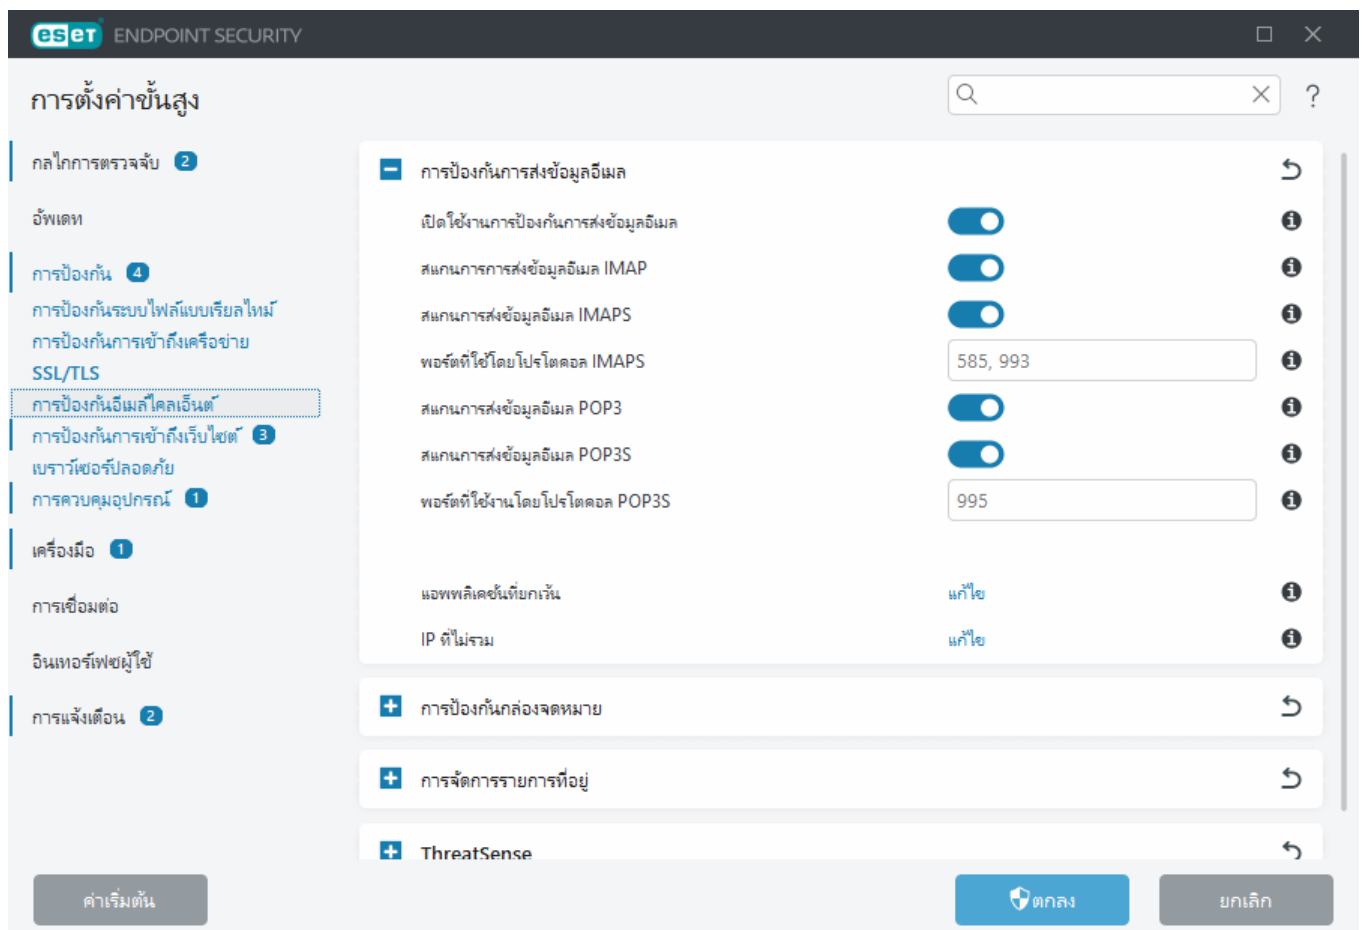 eset ENDPOINT SECURITY
การตั้งค่าขั้นสูง
?
กลไกการตรวจจับ 2
อัพเดท
การป้องกัน 4
การป้องกันระบบไฟล์แบบเรียลไทม์
การป้องกันการเข้าถึงเครือข่าย
SSL/TLS
การป้องกันอีเมลไคลเอ็นต์
การป้องกันการเข้าถึงเว็บไซต์ 3
เบราว์เซอร์ปลอดภัย
การควบคุมอุปกรณ์ 1
เครื่องมือ 1
การเชื่อมต่อ
อินเทอร์เฟซผู้ใช้
การแจ้งเตือน 2
การป้องกันการส่งข้อมูลอีเมล
เปิดใช้งานการป้องกันการส่งข้อมูลอีเมล
สแกนการการส่งข้อมูลอีเมล IMAP
สแกนการส่งข้อมูลอีเมล IMAPS
พอร์ตที่ใช้โดยโปรโตคอล IMAPS 585, 993
สแกนการส่งข้อมูลอีเมล POP3
สแกนการส่งข้อมูลอีเมล POP3S
พอร์ตที่ใช้งานโดยโปรโตคอล POP3S 995
แอพพลิเคชันที่ยกเว้น แก้ไข
IP ที่ไม่รวม แก้ไข
การป้องกันกล่องจดหมาย
การจัดการรายการที่อยู่
ThreatSense
ค่าเริ่มต้น ตกลง ยกเลิก